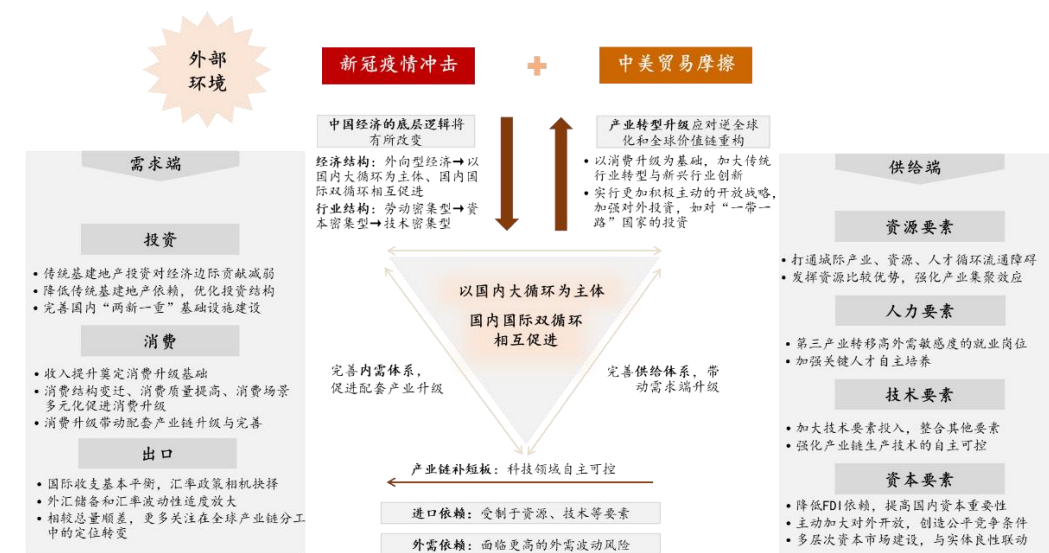 外部
环境
新冠疫情冲击
+
中美贸易摩擦
中国经济的底层逻辑将
有所改变
经济结构：外向型经济→以
国内大循环为主体、国内国
际双循环相互促进
行业结构：劳动密集型→资
本密集型→技术密集型
产业转型升级应对逆全球
化和全球价值链重构
• 以消费升级为基础，加大传统
行业转型与新兴行业创新
• 实行更加积极主动的开放战略，
加强对外投资，如对“一带一
路”国家的投资
需求端
投资
• 传统基建地产投资对经济边际贡献减弱
• 降低传统基建地产依赖，优化投资结构
• 完善国内“两新一重”基础设施建设
消费
• 收入提升奠定消费升级基础
• 消费结构变迁、消费质量提高、消费场景
多元化促进消费升级
• 消费升级带动配套产业链升级与完善
出口
• 国际收支基本平衡，汇率政策相机抉择
• 外汇储备和汇率波动性适度放大
• 相较总量顺差，更多关注在全球产业链分工
中的定位转变
以国内大循环为主体
国内国际双循环
相互促进
完善内需体系，
促进配套产业升级
完善供给体系，带
动需求端升级
产业链补短板：科技领域自主可控
进口依赖：受制于资源、技术等要素
外需依赖：面临更高的外需波动风险
供给端
资源要素
• 打通城际产业、资源、人才循环流通障碍
• 发挥资源比较优势，强化产业集聚效应
人力要素
• 第三产业转移高外需敏感度的就业岗位
• 加强关键人才自主培养
技术要素
• 加大技术要素投入，整合其他要素
• 强化产业链生产技术的自主可控
资本要素
• 降低FDI依赖，提高国内资本重要性
• 主动加大对外开放，创造公平竞争条件
• 多层次资本市场建设，与实体良性联动